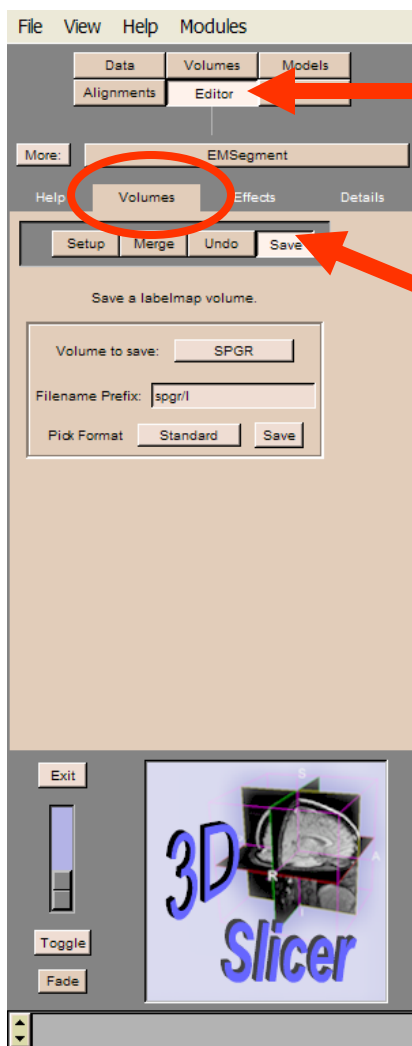 File View Help Modules
Data Volumes Models
Alignments Editor
More: EMSegment
Help Volumes Effects Details
Setup Merge Undo Save
Save a labelmap volume.
Volume to save: SPGR
Filename Prefix: spgr/l
Pick Format Standard Save
Exit
Toggle
Fade
S
A
R
I
3D
Slicer